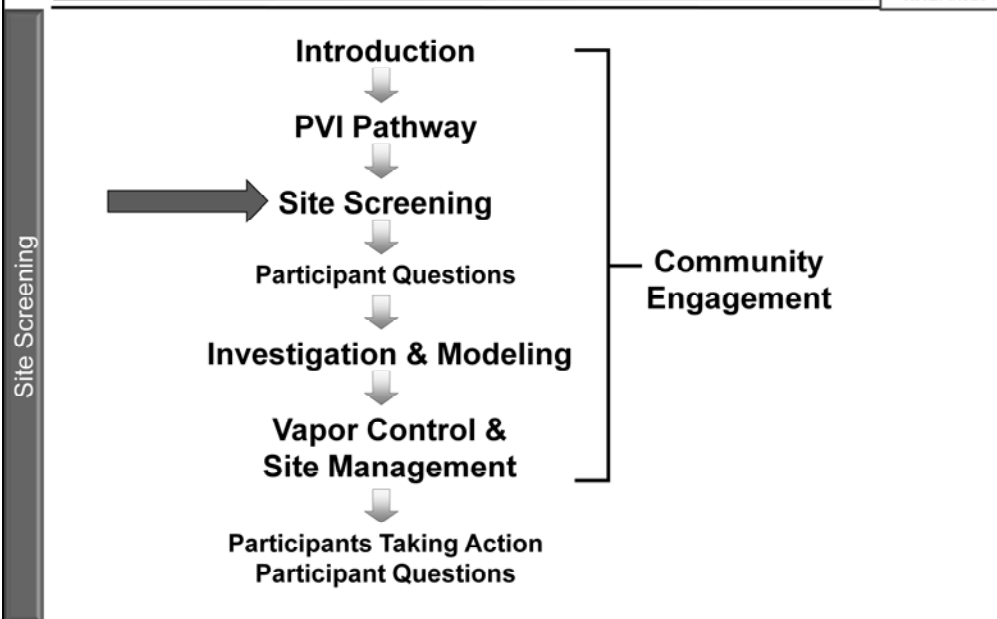 Site Screening
Introduction
PVI Pathway
Site Screening
Participant Questions
Investigation & Modeling
Vapor Control &
Site Management
Participants Taking Action
Participant Questions
Community
Engagement